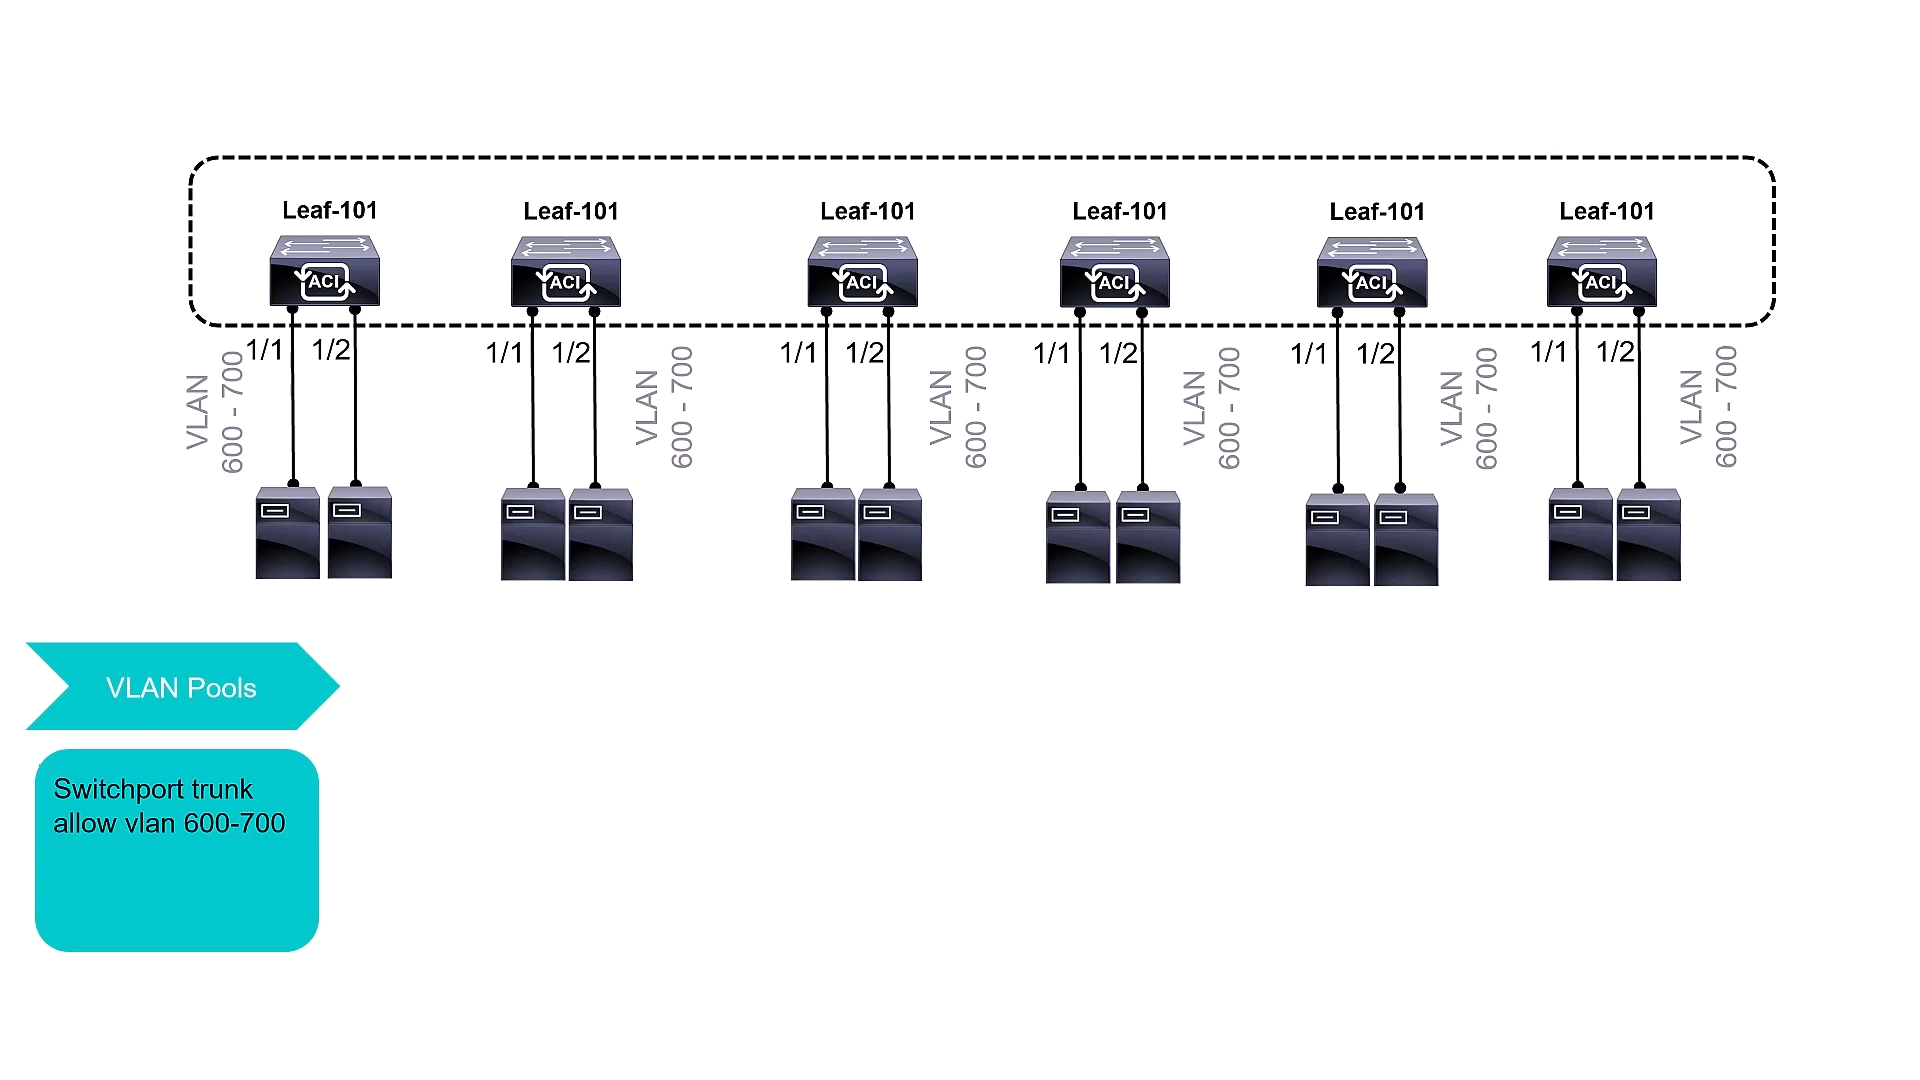 Leaf-101
Leaf-101
Leaf-101
Leaf-101
Leaf-101
Leaf-101
ACI
ACI
ACI
ACI
ACI
ACI
1/1 1/2
1/1 1/2
1/1 1/2
1/1 1/2
1/1 1/2
1/1 1/2
VLAN
600 - 700
VLAN
600 - 700
VLAN
600 - 700
VLAN
600 - 700
VLAN
600 - 700
VLAN
600 - 700
VLAN Pools
Switchport trunk
allow vlan 600-700